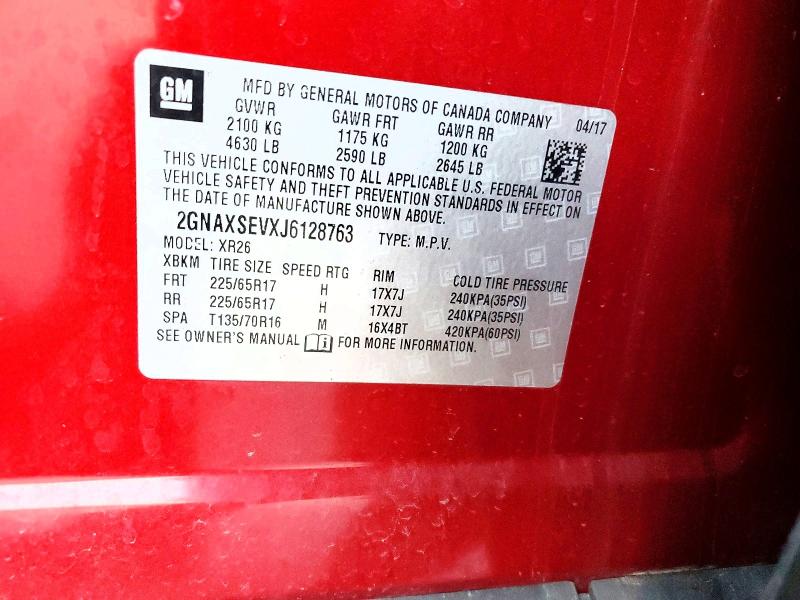 GM
MFD BY GENERAL MOTORS OF CANADA COMPANY 04/17
GVWR GAWR FRT GAWR RR
2100 KG 1175 KG 1200 KG
4630 LB 2590 LB 2645 LB
THIS VEHICLE CONFORMS TO ALL APPLICABLE U.S. FEDERAL MOTOR
VEHICLE SAFETY AND THEFT PREVENTION STANDARDS IN EFFECT ON
THE DATE OF MANUFACTURE SHOWN ABOVE.
2GNAXSEVXJ6128763 TYPE: M.P.V.
MODEL: XR26
XBKM TIRE SIZE SPEED RTG RIM COLD TIRE PRESSURE
FRT 225/65R17 H 17X7J 240KPA(35PSI)
RR 225/65R17 H 17X7J 240KPA(35PSI)
SPA T135/70R16 M 16X4BT 420KPA(60PSI)
SEE OWNER'S MANUAL i FOR MORE INFORMATION.